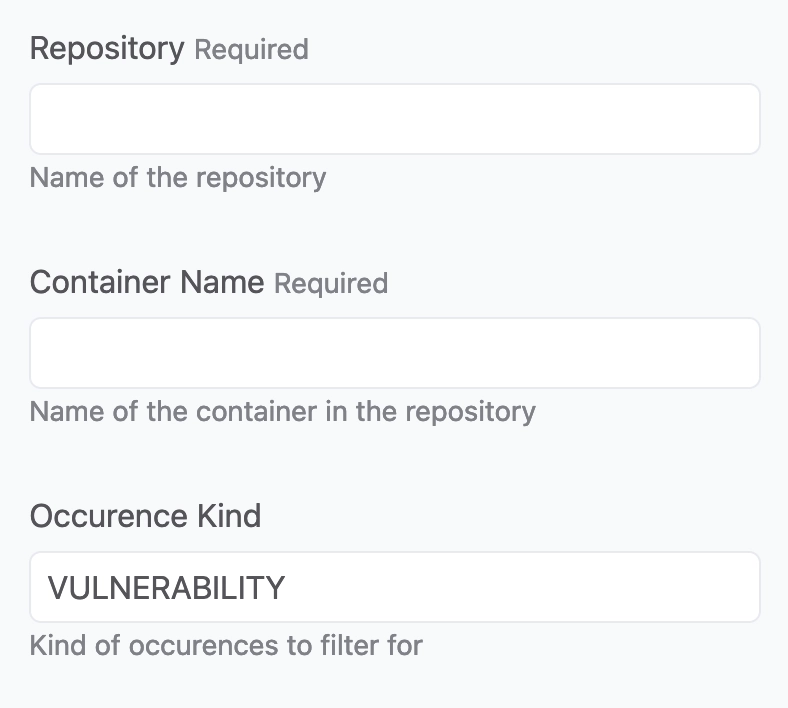 Repository Required
Name of the repository
Container Name Required
Name of the container in the repository
Occurence Kind
VULNERABILITY
Kind of occurences to filter for